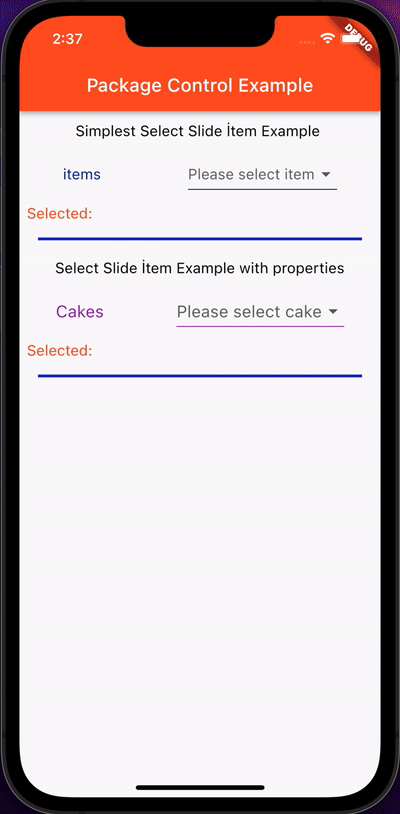 2:37
DEBUG
Package Control Example
Simplest Select Slide İtem Example
items Please select item
Selected:
Select Slide İtem Example with properties
Cakes Please select cake
Selected: